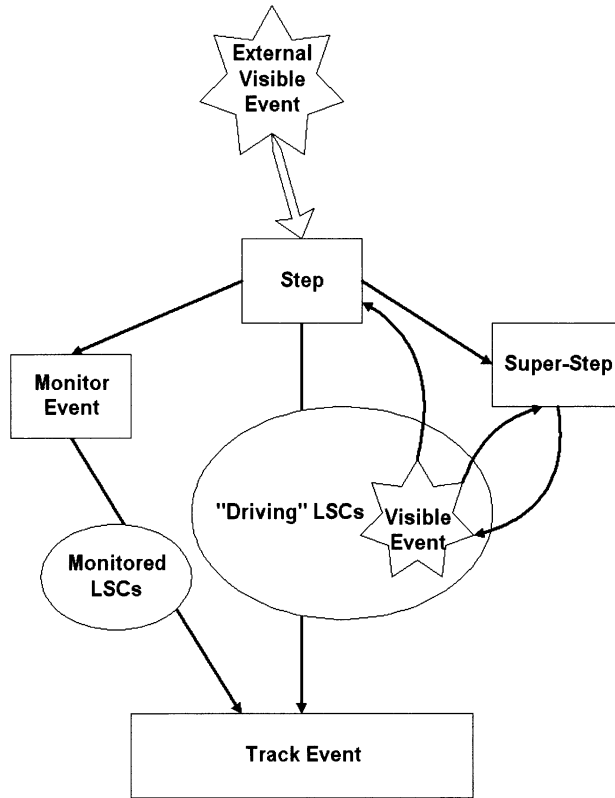 External
Visible
Event
Step
Super-Step
Monitor
Event
"Driving" LSCs
Visible
Event
Monitored
LSCs
Track Event